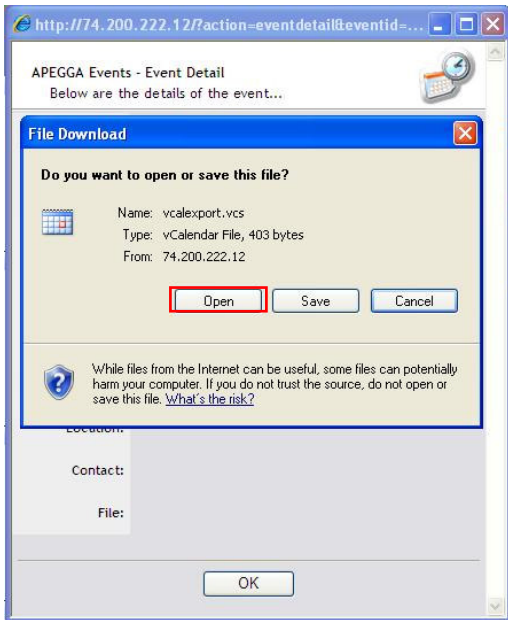 http://74.200.222.12/?action=eventdetail&eventid=...
APEGGA Events - Event Detail
Below are the details of the event...
File Download
Do you want to open or save this file?
Name: vcalexport.vcs
Type: vCalendar File, 403 bytes
From: 74.200.222.12
Open Save Cancel
While files from the Internet can be useful, some files can potentially
harm your computer. If you do not trust the source, do not open or
save this file. What's the risk?
Location:
Contact:
File:
OK